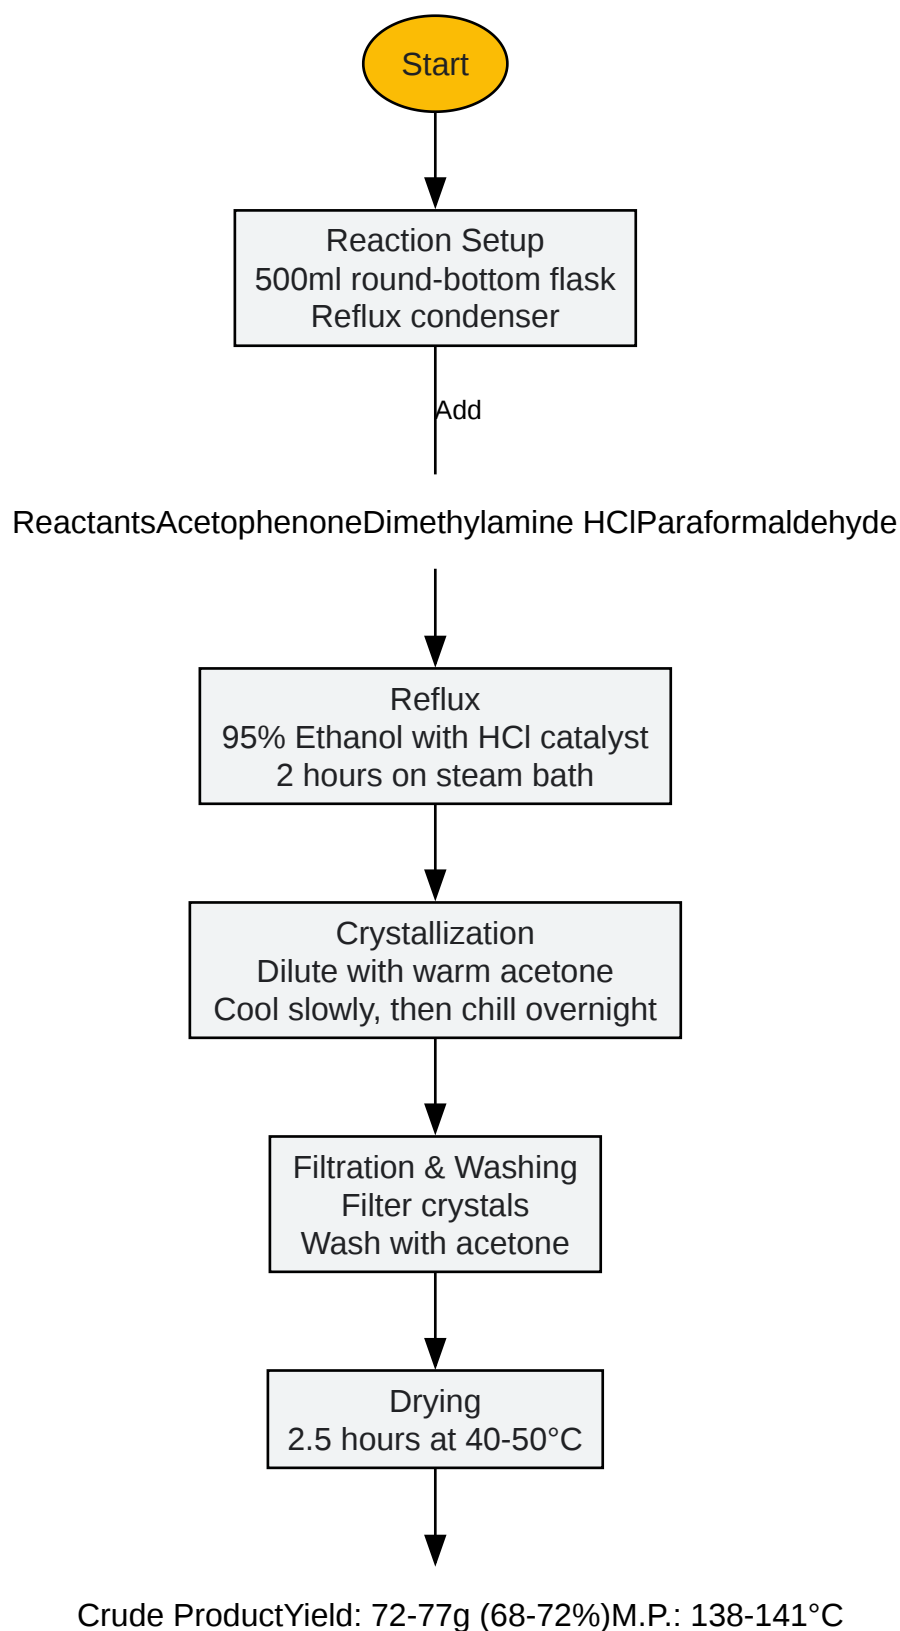 Start
Reaction Setup
500ml round-bottom flask
Reflux condenser
Add
ReactantsAcetophenoneDimethylamine HClParaformaldehyde
Reflux
95% Ethanol with HCl catalyst
2 hours on steam bath
Crystallization
Dilute with warm acetone
Cool slowly, then chill overnight
Filtration & Washing
Filter crystals
Wash with acetone
Drying
2.5 hours at 40-50°C
Crude ProductYield: 72-77g (68-72%)M.P.: 138-141°C